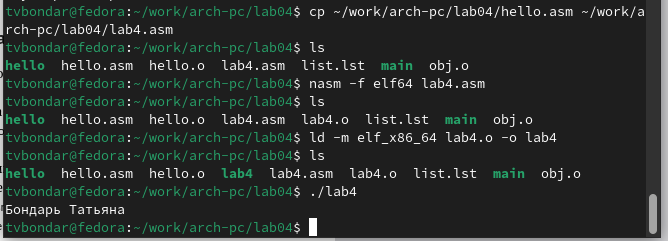 tvbondar@fedora:~/work/arch-pc/lab04$ cp ~/work/arch-pc/lab04/hello.asm ~/work/a
rch-pc/lab04/lab4.asm
tvbondar@fedora:~/work/arch-pc/lab04$ ls
hello  hello.asm  hello.o  lab4.asm  list.lst  main  obj.o
tvbondar@fedora:~/work/arch-pc/lab04$ nasm -f elf64 lab4.asm
tvbondar@fedora:~/work/arch-pc/lab04$ ls
hello  hello.asm  hello.o  lab4.asm  lab4.o  list.lst  main  obj.o
tvbondar@fedora:~/work/arch-pc/lab04$ ld -m elf_x86_64 lab4.o -o lab4
tvbondar@fedora:~/work/arch-pc/lab04$ ls
hello  hello.asm  hello.o  lab4  lab4.asm  lab4.o  list.lst  main  obj.o
tvbondar@fedora:~/work/arch-pc/lab04$ ./lab4
Бондарь Татьяна
tvbondar@fedora:~/work/arch-pc/lab04$